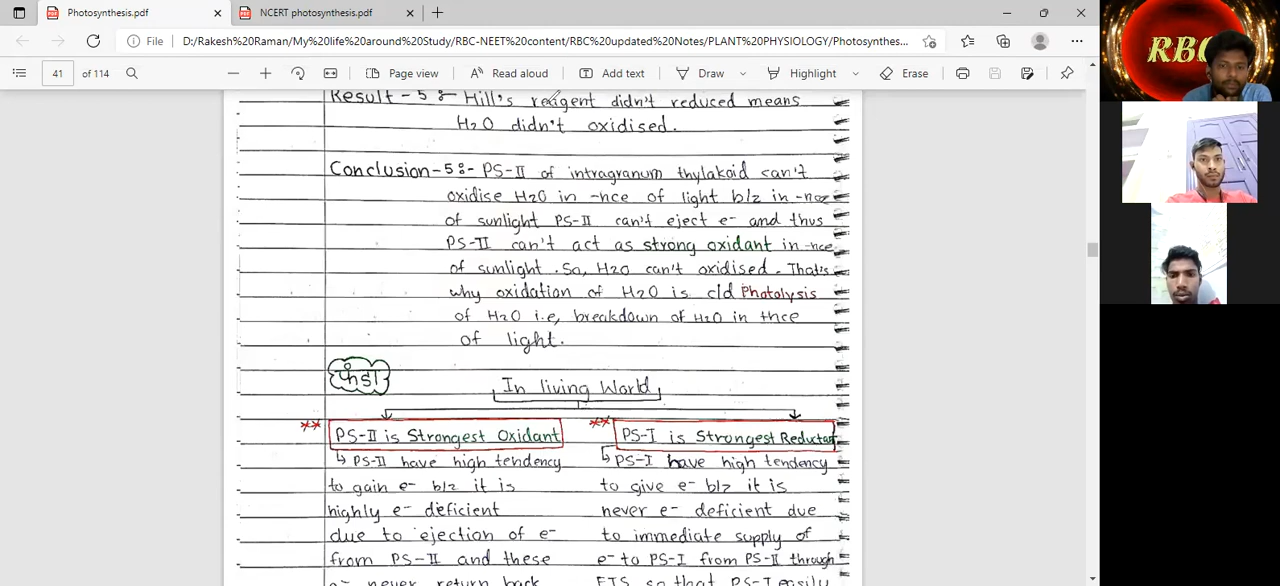 Photosynthesis.pdf
NCERT photosynthesis.pdf
File
D:/Rakesh%20Raman/My%20life%20around%20Study/RBC-NEET%20content/RBC%20updated%20Notes/PLANT%20PHYSIOLOGY/Photosynthes...
41 of 114
Page view
Read aloud
Add text
Draw
Highlight
Erase
Result - 5 :- Hill's reagent didn't reduced means
H2O didn't oxidised.
Conclusion-5:- PS-II of intragranum thylakoid can't
oxidise H2O in -nce of light b/z in -nce
of sunlight PS-II can't eject e- and thus
PS-II can't act as strong oxidant in -nce
of sunlight. So, H2O can't oxidised. That's
why oxidation of H2O is cld Photolysis
of H2O i.e, breakdown of H2O in thce
of light.
फंडा
In living World
** PS-II is Strongest Oxidant
** PS-I is Strongest Reductant
PS-II have high tendency
to gain e- b/z it is
highly e- deficient
due to ejection of e-
from PS-II and these
e- never return back
PS-I have high tendency
to give e- b/z it is
never e- deficient due
to immediate supply of
e- to PS-I from PS-II through
ETS so that PS-I easily
RBC